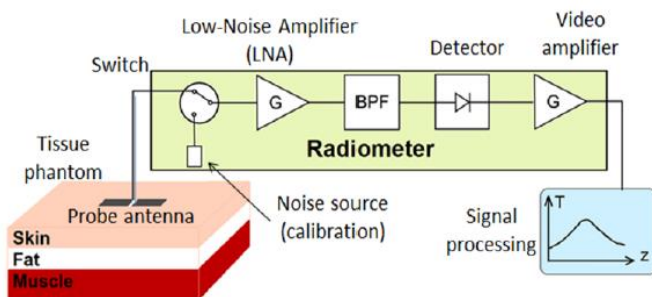 Low-Noise Amplifier
(LNA)
Video
amplifier
Detector
Switch
G
BPF
G
Radiometer
Tissue
phantom
Probe antenna
Noise source
(calibration)
Signal
processing
T
z
Skin
Fat
Muscle